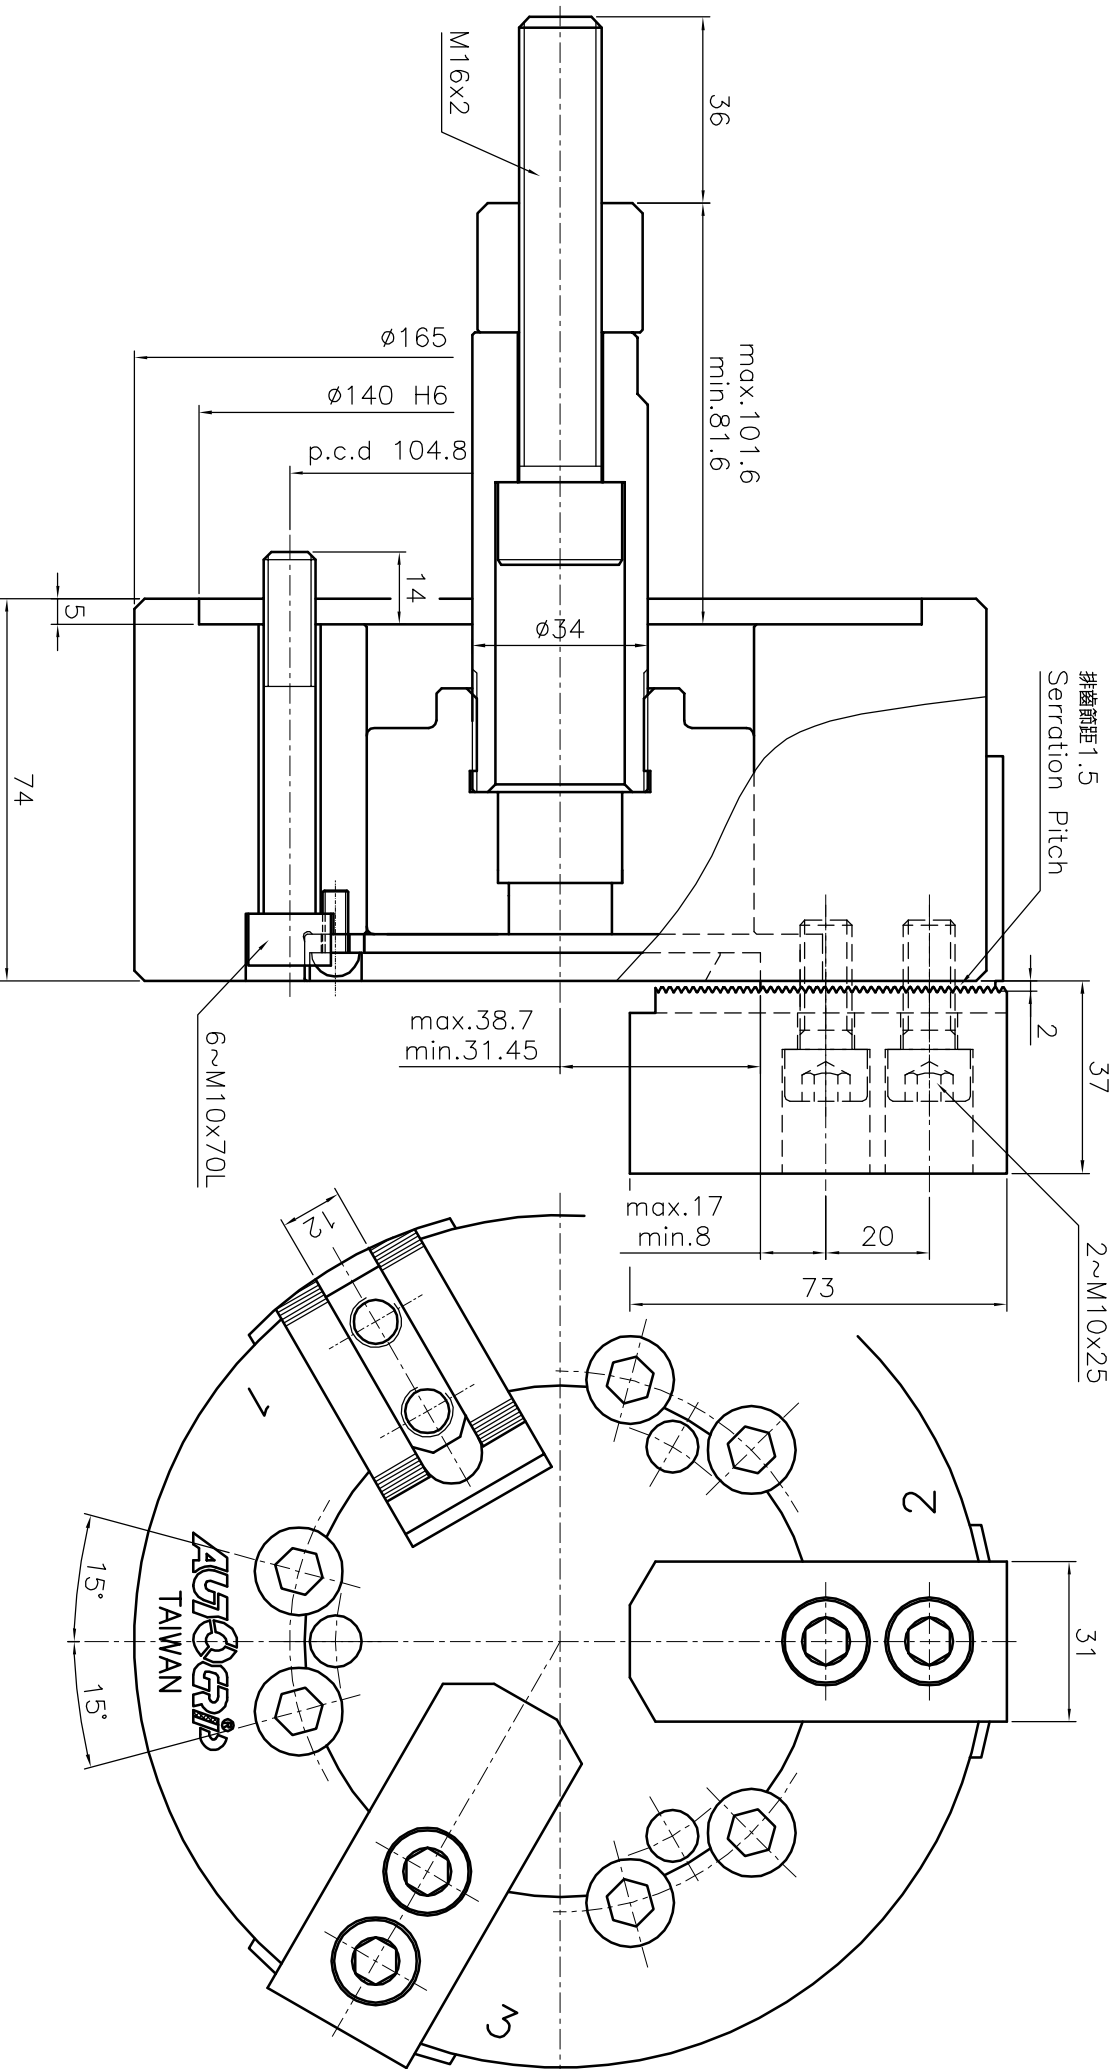 M16x2
36
max.101.6
min.81.6
ø165
ø140 H6
p.c.d 104.8
14
ø34
5
74
排齒節距1.5
Serration Pitch
2
37
max.38.7
min.31.45
6~M10x70L
2~M10x25
max.17
min.8
20
73
12
31
1
2
3
15°
15°
AUTOGRIP®
TAIWAN